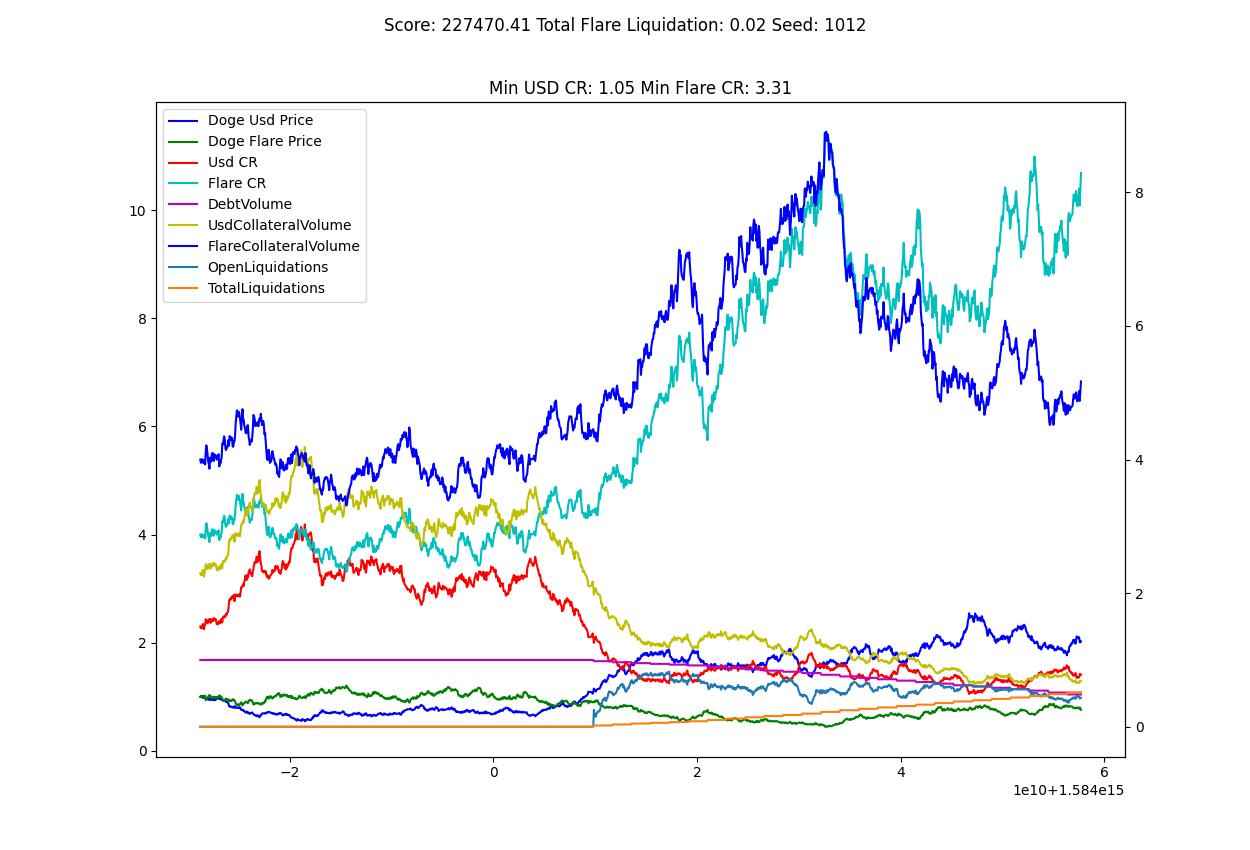 Score: 227470.41 Total Flare Liquidation: 0.02 Seed: 1012
Min USD CR: 1.05 Min Flare CR: 3.31
Doge Usd Price
Doge Flare Price
Usd CR
Flare CR
DebtVolume
UsdCollateralVolume
FlareCollateralVolume
OpenLiquidations
TotalLiquidations
10
8
6
4
2
0
8
6
4
2
0
−2
0
2
4
6
1e10+1.584e15